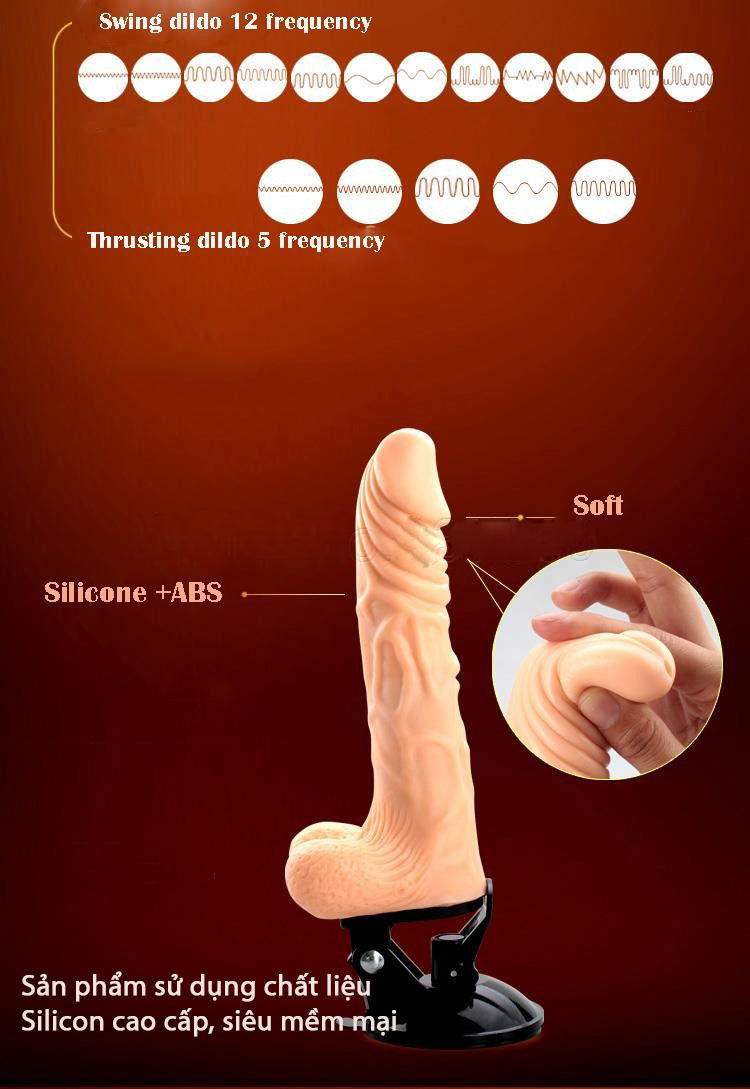 Swing dildo 12 frequency
Thrusting dildo 5 frequency
Soft
Silicone +ABS
Sản phẩm sử dụng chất liệu
Silicon cao cấp, siêu mềm mại